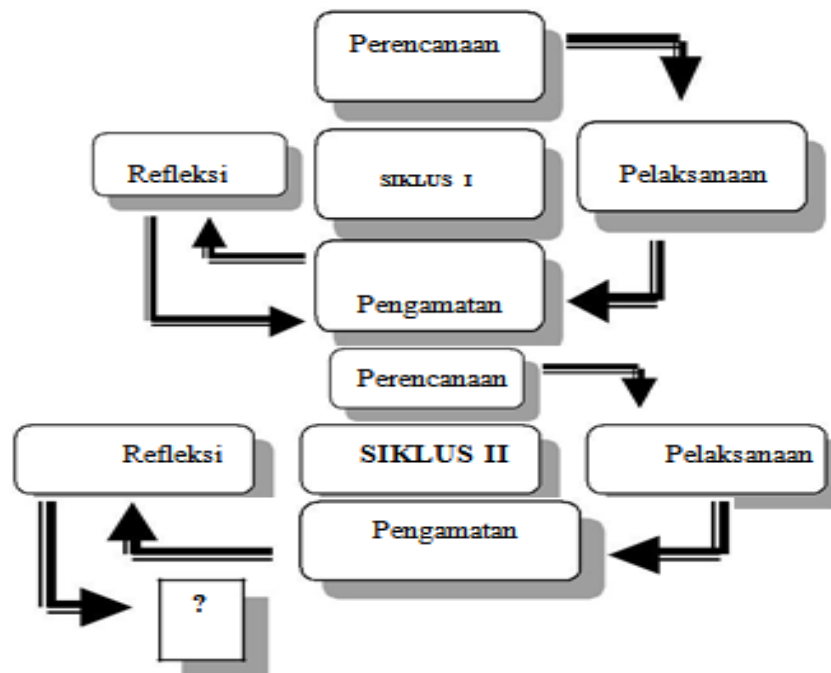 Perencanaan
Refleksi
SIKLUS I
Pelaksanaan
Pengamatan
Perencanaan
Refleksi
SIKLUS II
Pelaksanaan
Pengamatan
?